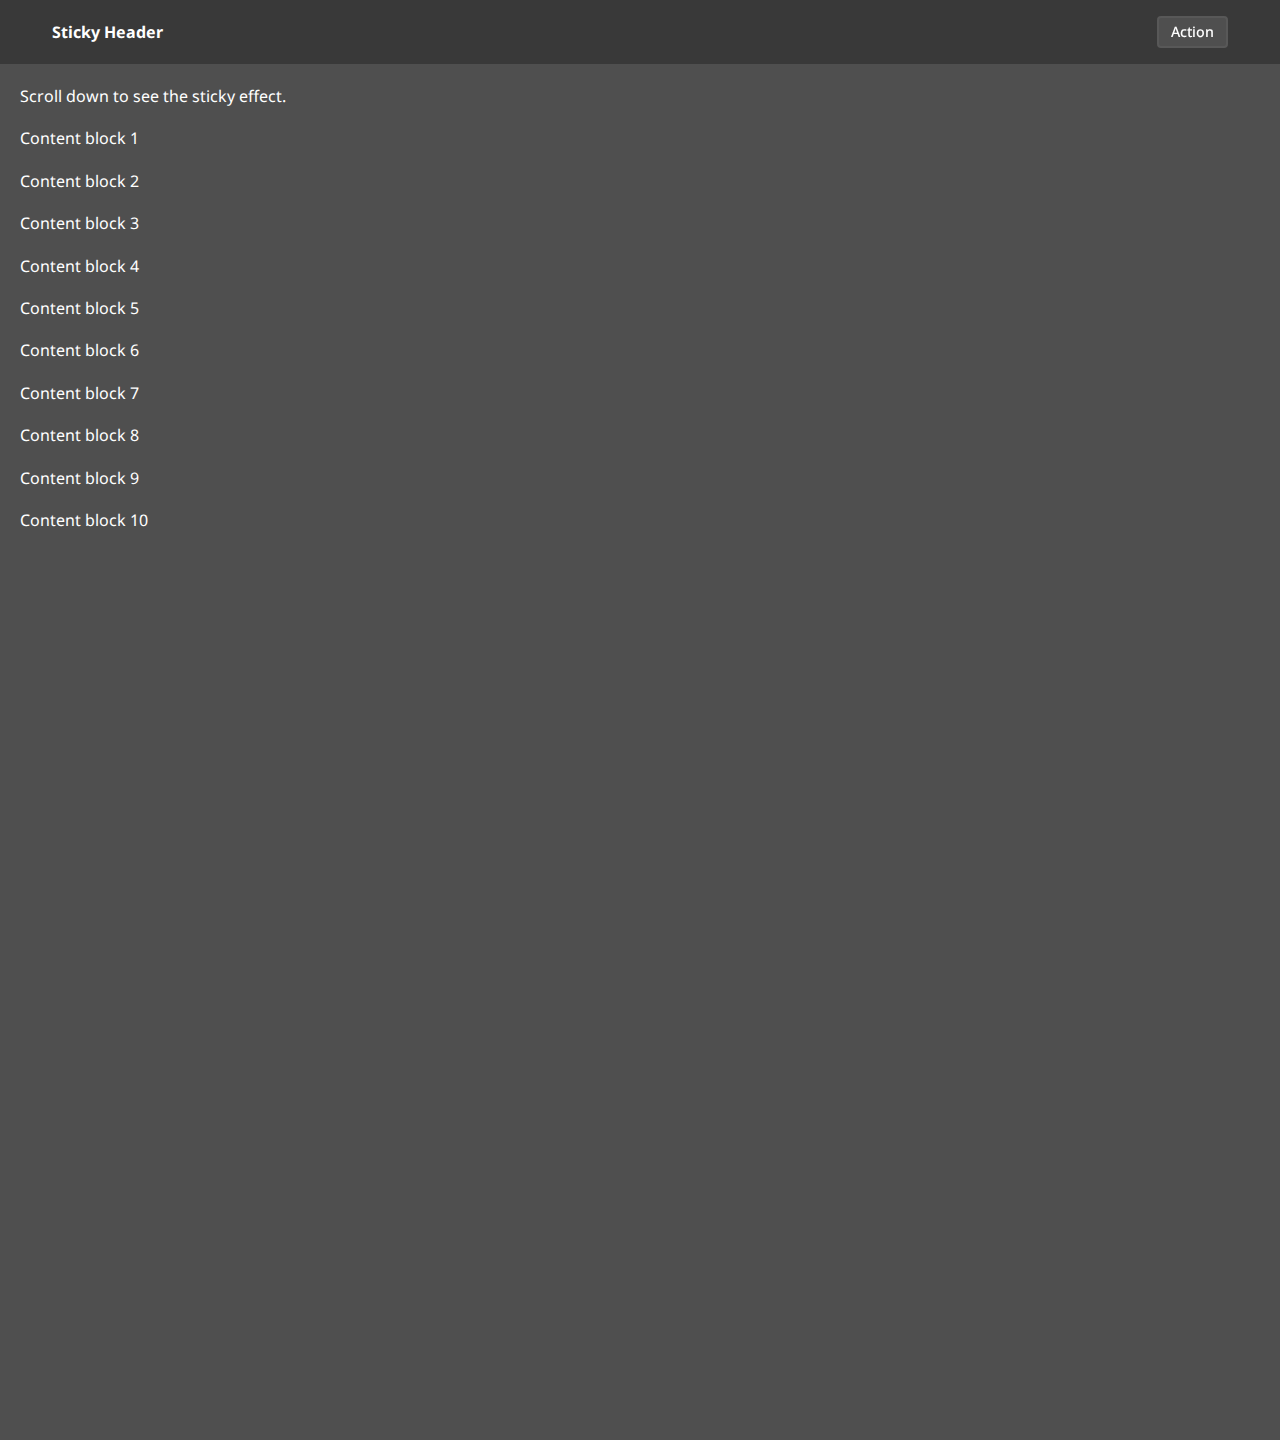 Sticky Header
Action
Scroll down to see the sticky effect.
Content block 1
Content block 2
Content block 3
Content block 4
Content block 5
Content block 6
Content block 7
Content block 8
Content block 9
Content block 10